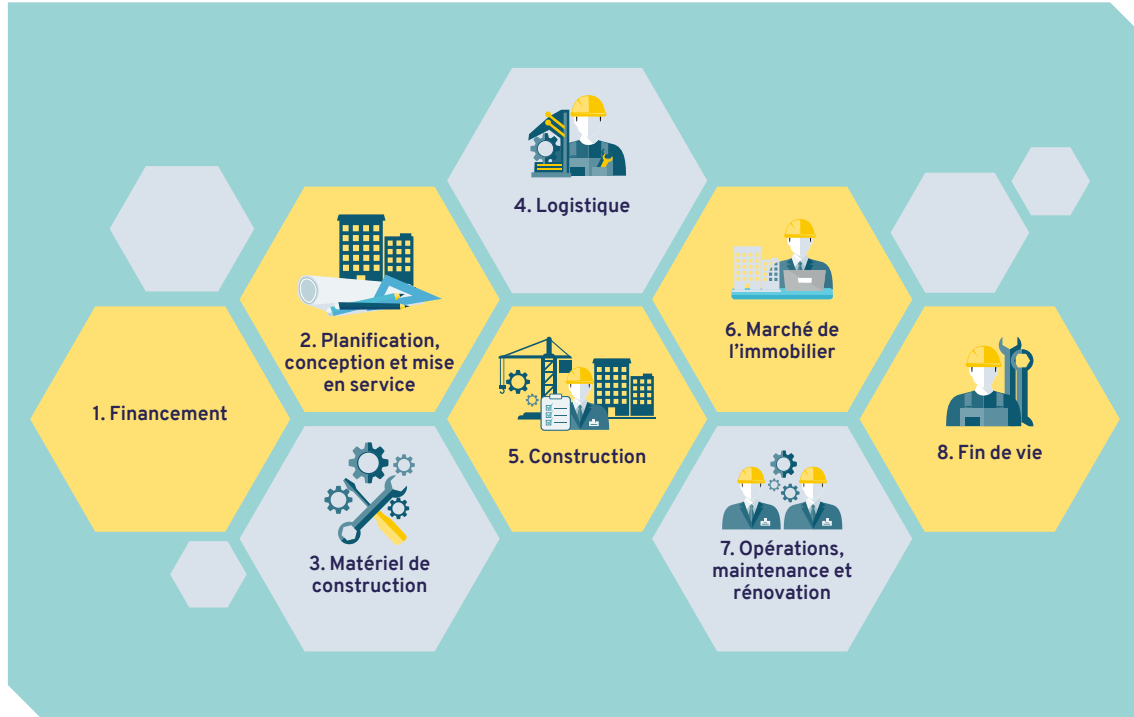 1. Financement
2. Planification,
conception et mise
en service
3. Matériel de
construction
4. Logistique
5. Construction
6. Marché de
l'immobilier
7. Opérations,
maintenance et
rénovation
8. Fin de vie